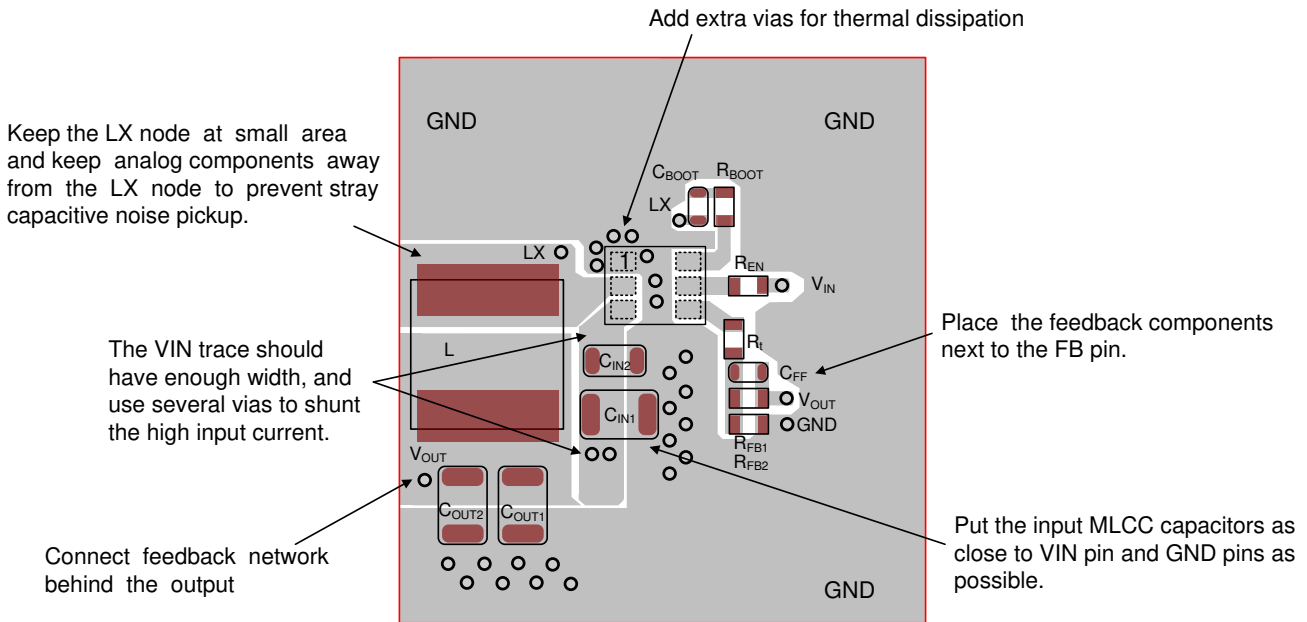 Add extra vias for thermal dissipation
GND
GND
Keep the LX node at small area
and keep analog components away
from the LX node to prevent stray
capacitive noise pickup.
CBOOT
RBOOT
LX
LX
1
REN
VIN
L
Rt
Place the feedback components
next to the FB pin.
The VIN trace should
have enough width, and
use several vias to shunt
the high input current.
CIN2
CFF
CIN1
VOUT
GND
RFB1
RFB2
VOUT
COUT2
COUT1
Connect feedback network
behind the output
Put the input MLCC capacitors as
close to VIN pin and GND pins as
possible.
GND